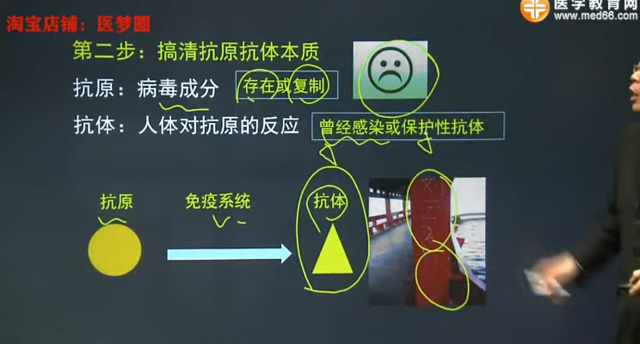 淘宝店铺：医梦圆
医学教育网
www.med66.com
第二步：搞清抗原抗体本质
抗原：病毒成分 存在或复制
抗体：人体对抗原的反应 曾经感染或保护性抗体
抗原 免疫系统 抗体